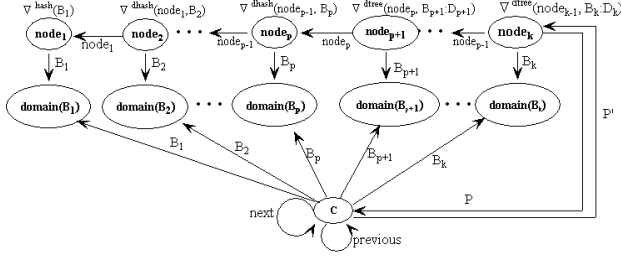 ∇ hash(B1) ∇ dhash(node1,B2) ∇ dhash(nodep-1, Bp) ∇ dtree(nodep, Bp+1:Dp+1) ∇ dtree(nodek-1, Bk:Dk)
node1 node2 • • • nodep nodep+1 • • • nodek
node1 nodep-1 nodep nodep-1
B1 B2 Bp Bp+1 Bk
domain(B1) domain(B2) • • • domain(Bp) domain(Bp+1) • • • domain(Bk)
P'
B1 B2 Bp Bp+1 Bk
P
C
next
previous